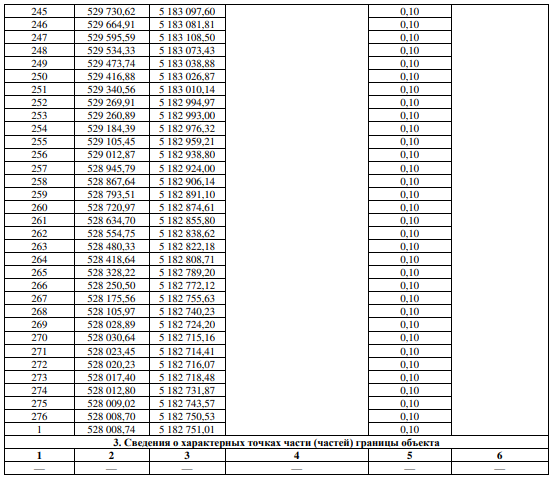 245 529 730,62 5 183 097,60 0,10
246 529 664,91 5 183 081,81 0,10
247 529 595,59 5 183 108,50 0,10
248 529 534,33 5 183 073,43 0,10
249 529 473,74 5 183 038,88 0,10
250 529 416,88 5 183 026,87 0,10
251 529 340,56 5 183 010,14 0,10
252 529 269,91 5 182 994,97 0,10
253 529 260,89 5 182 993,00 0,10
254 529 184,39 5 182 976,32 0,10
255 529 105,45 5 182 959,21 0,10
256 529 012,87 5 182 938,80 0,10
257 528 945,79 5 182 924,00 0,10
258 528 867,64 5 182 906,14 0,10
259 528 793,51 5 182 891,10 0,10
260 528 720,97 5 182 874,61 0,10
261 528 634,70 5 182 855,80 0,10
262 528 554,75 5 182 838,62 0,10
263 528 480,33 5 182 822,18 0,10
264 528 418,64 5 182 808,71 0,10
265 528 328,22 5 182 789,20 0,10
266 528 250,50 5 182 772,12 0,10
267 528 175,56 5 182 755,63 0,10
268 528 105,97 5 182 740,23 0,10
269 528 028,89 5 182 724,20 0,10
270 528 030,64 5 182 715,16 0,10
271 528 023,45 5 182 714,41 0,10
272 528 020,23 5 182 716,07 0,10
273 528 017,40 5 182 718,48 0,10
274 528 012,80 5 182 731,87 0,10
275 528 009,02 5 182 743,57 0,10
276 528 008,70 5 182 750,53 0,10
1 528 008,74 5 182 751,01 0,10
3. Сведения о характерных точках части (частей) границы объекта
1 2 3 4 5 6
— — — — — —